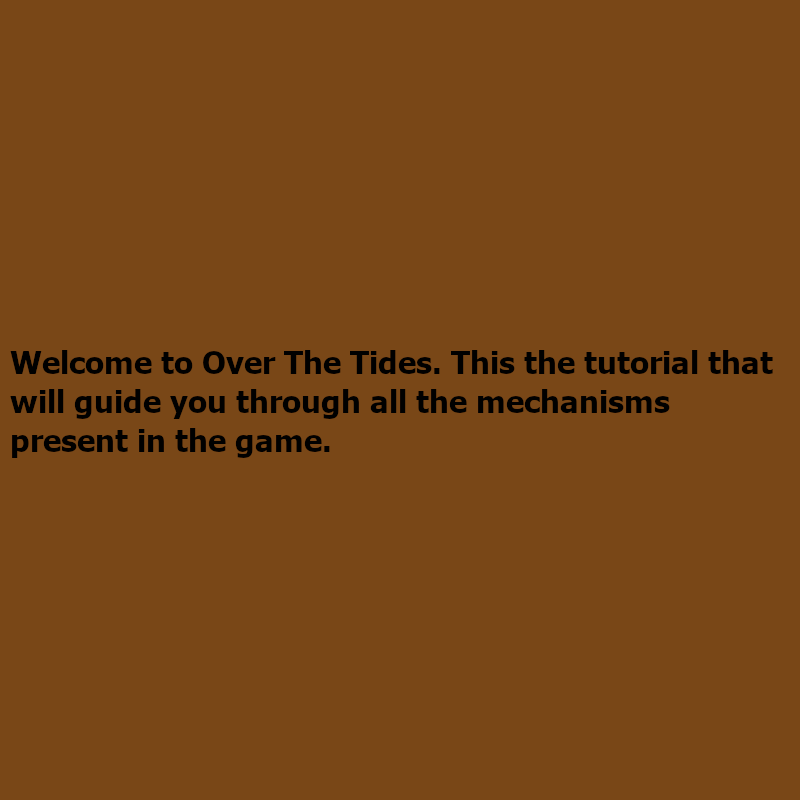 Welcome to Over The Tides. This the tutorial that
will guide you through all the mechanisms
present in the game.